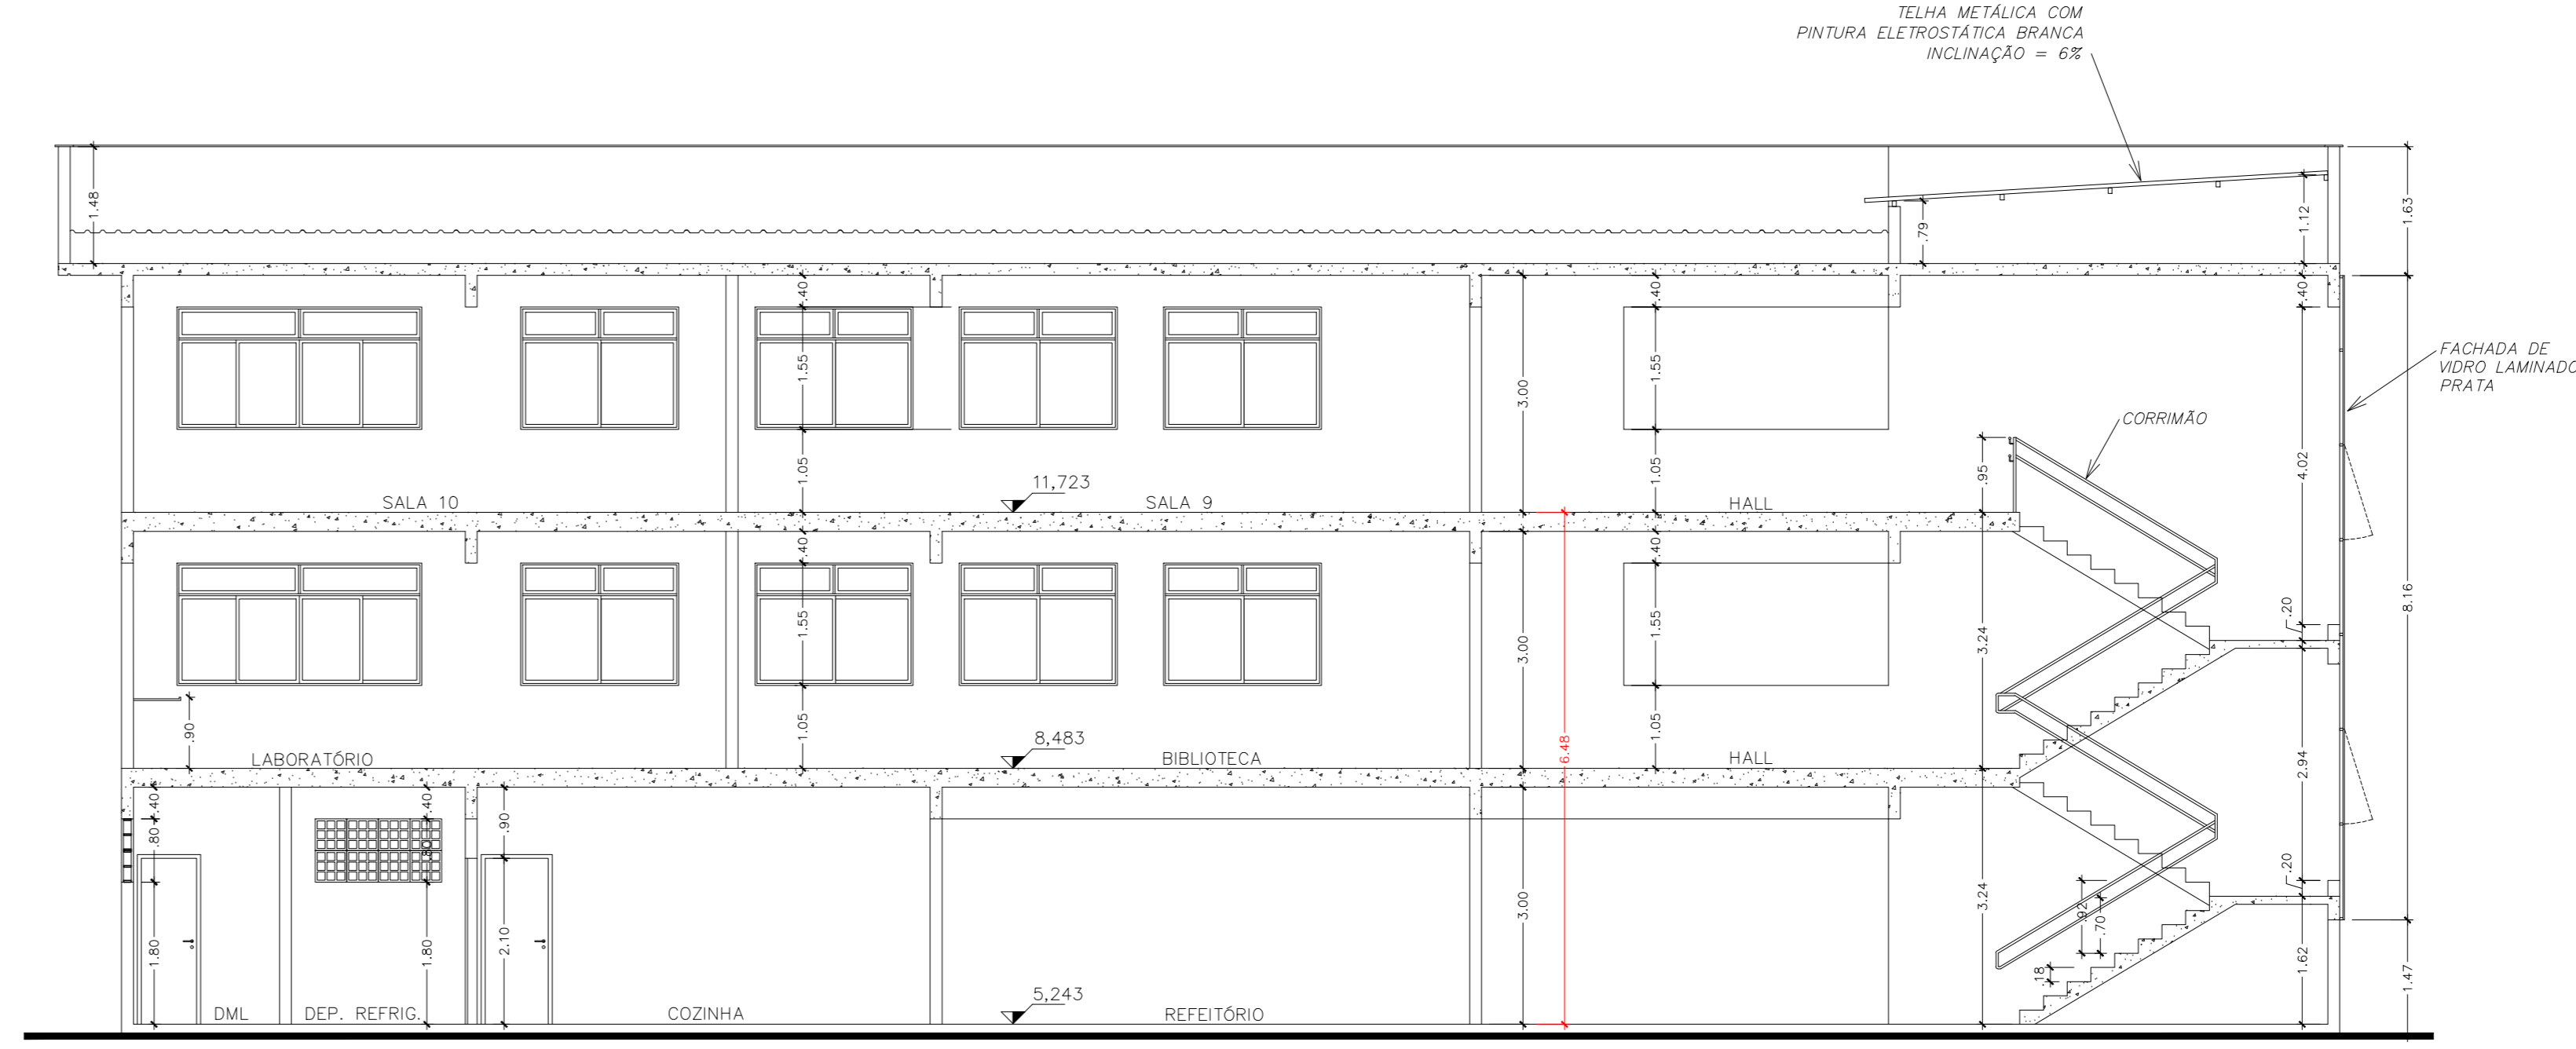 TELHA METÁLICA COM
PINTURA ELETROSTÁTICA BRANCA
INCLINAÇÃO = 6%
1.48
.79
1.12
1.63
.40
.40
.40
1.55
1.55
3.00
FACHADA DE
VIDRO LAMINADO
PRATA
CORRIMÃO
4.02
.95
1.05
1.05
11,723
SALA 10
SALA 9
HALL
.40
.40
1.55
1.55
3.00
3.24
.20
8.16
.90
1.05
1.05
6.48
8,483
LABORATÓRIO
BIBLIOTECA
HALL
2.94
.40
.80
.40
.80
.90
3.00
3.24
.20
.92
.70
.18
1.80
1.80
2.10
1.62
1.47
5,243
DML
DEP. REFRIG.
COZINHA
REFEITÓRIO